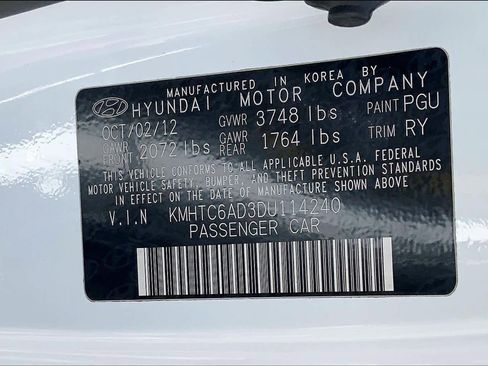 MANUFACTURED IN KOREA BY
HYUNDAI MOTOR COMPANY
OCT/02/12 GVWR 3748 lbs PAINT PGU
GAWR FRONT 2072 lbs GAWR REAR 1764 lbs TRIM RY
THIS VEHICLE CONFORMS TO ALL APPLICABLE U.S.A. FEDERAL
MOTOR VEHICLE SAFETY, BUMPER, AND THEFT PREVENTION STANDARDS
IN EFFECT ON THE DATE OF MANUFACTURE SHOWN ABOVE.
V.I.N KMHTC6AD3DU114240
PASSENGER CAR